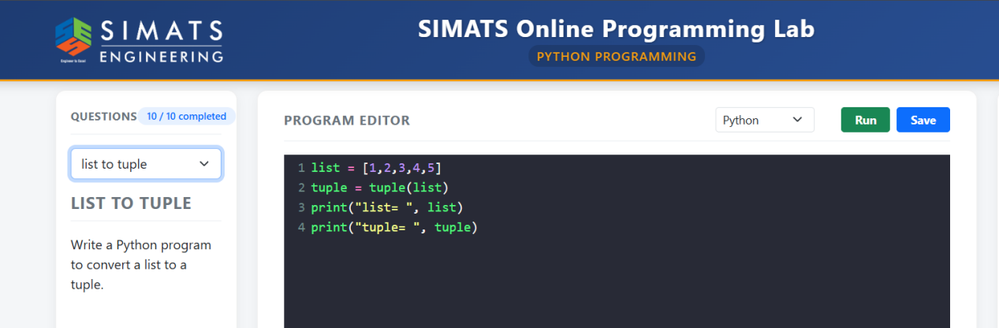 SIMATS
ENGINEERING
Engineer to Excel
SIMATS Online Programming Lab
PYTHON PROGRAMMING
QUESTIONS 10 / 10 completed
list to tuple
LIST TO TUPLE
Write a Python program
to convert a list to a
tuple.
PROGRAM EDITOR
Python
Run
Save
1 list = [1,2,3,4,5]
2 tuple = tuple(list)
3 print("list= ", list)
4 print("tuple= ", tuple)